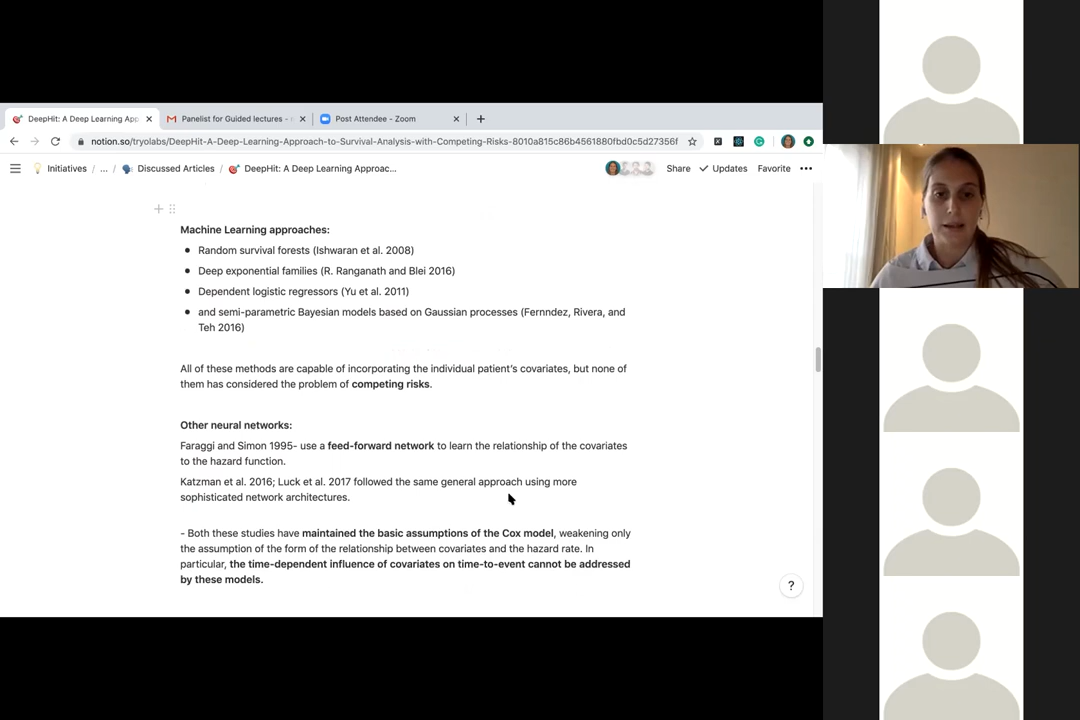 DeepHit: A Deep Learning App
Panelist for Guided lectures -
Post Attendee - Zoom
notion.so/tryolabs/DeepHit-A-Deep-Learning-Approach-to-Survival-Analysis-with-Competing-Risks-8010a815c86b4561880fbd0c5d27356f
Initiatives / ... / Discussed Articles / DeepHit: A Deep Learning Approac...
Share Updates Favorite
Machine Learning approaches:
Random survival forests (Ishwaran et al. 2008)
Deep exponential families (R. Ranganath and Blei 2016)
Dependent logistic regressors (Yu et al. 2011)
and semi-parametric Bayesian models based on Gaussian processes (Fernndez, Rivera, and
Teh 2016)
All of these methods are capable of incorporating the individual patient's covariates, but none of
them has considered the problem of competing risks.
Other neural networks:
Faraggi and Simon 1995- use a feed-forward network to learn the relationship of the covariates
to the hazard function.
Katzman et al. 2016; Luck et al. 2017 followed the same general approach using more
sophisticated network architectures.
- Both these studies have maintained the basic assumptions of the Cox model, weakening only
the assumption of the form of the relationship between covariates and the hazard rate. In
particular, the time-dependent influence of covariates on time-to-event cannot be addressed
by these models.
?